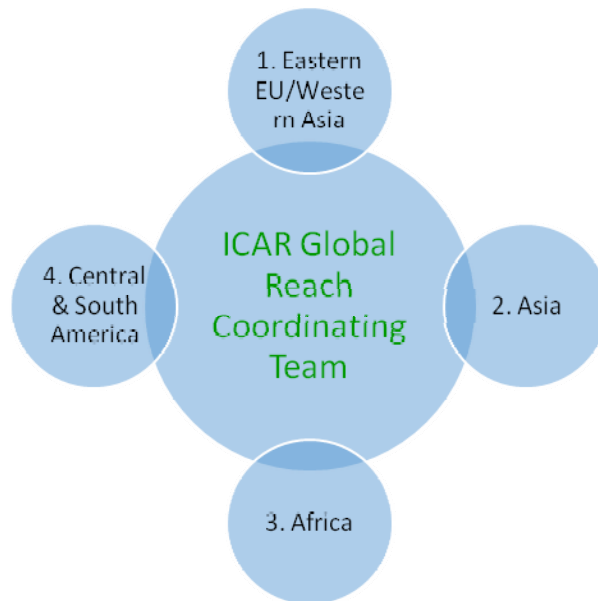 1. Eastern
EU/Weste
rn Asia
ICAR Global
Reach
Coordinating
Team
4. Central
& South
America
2. Asia
3. Africa